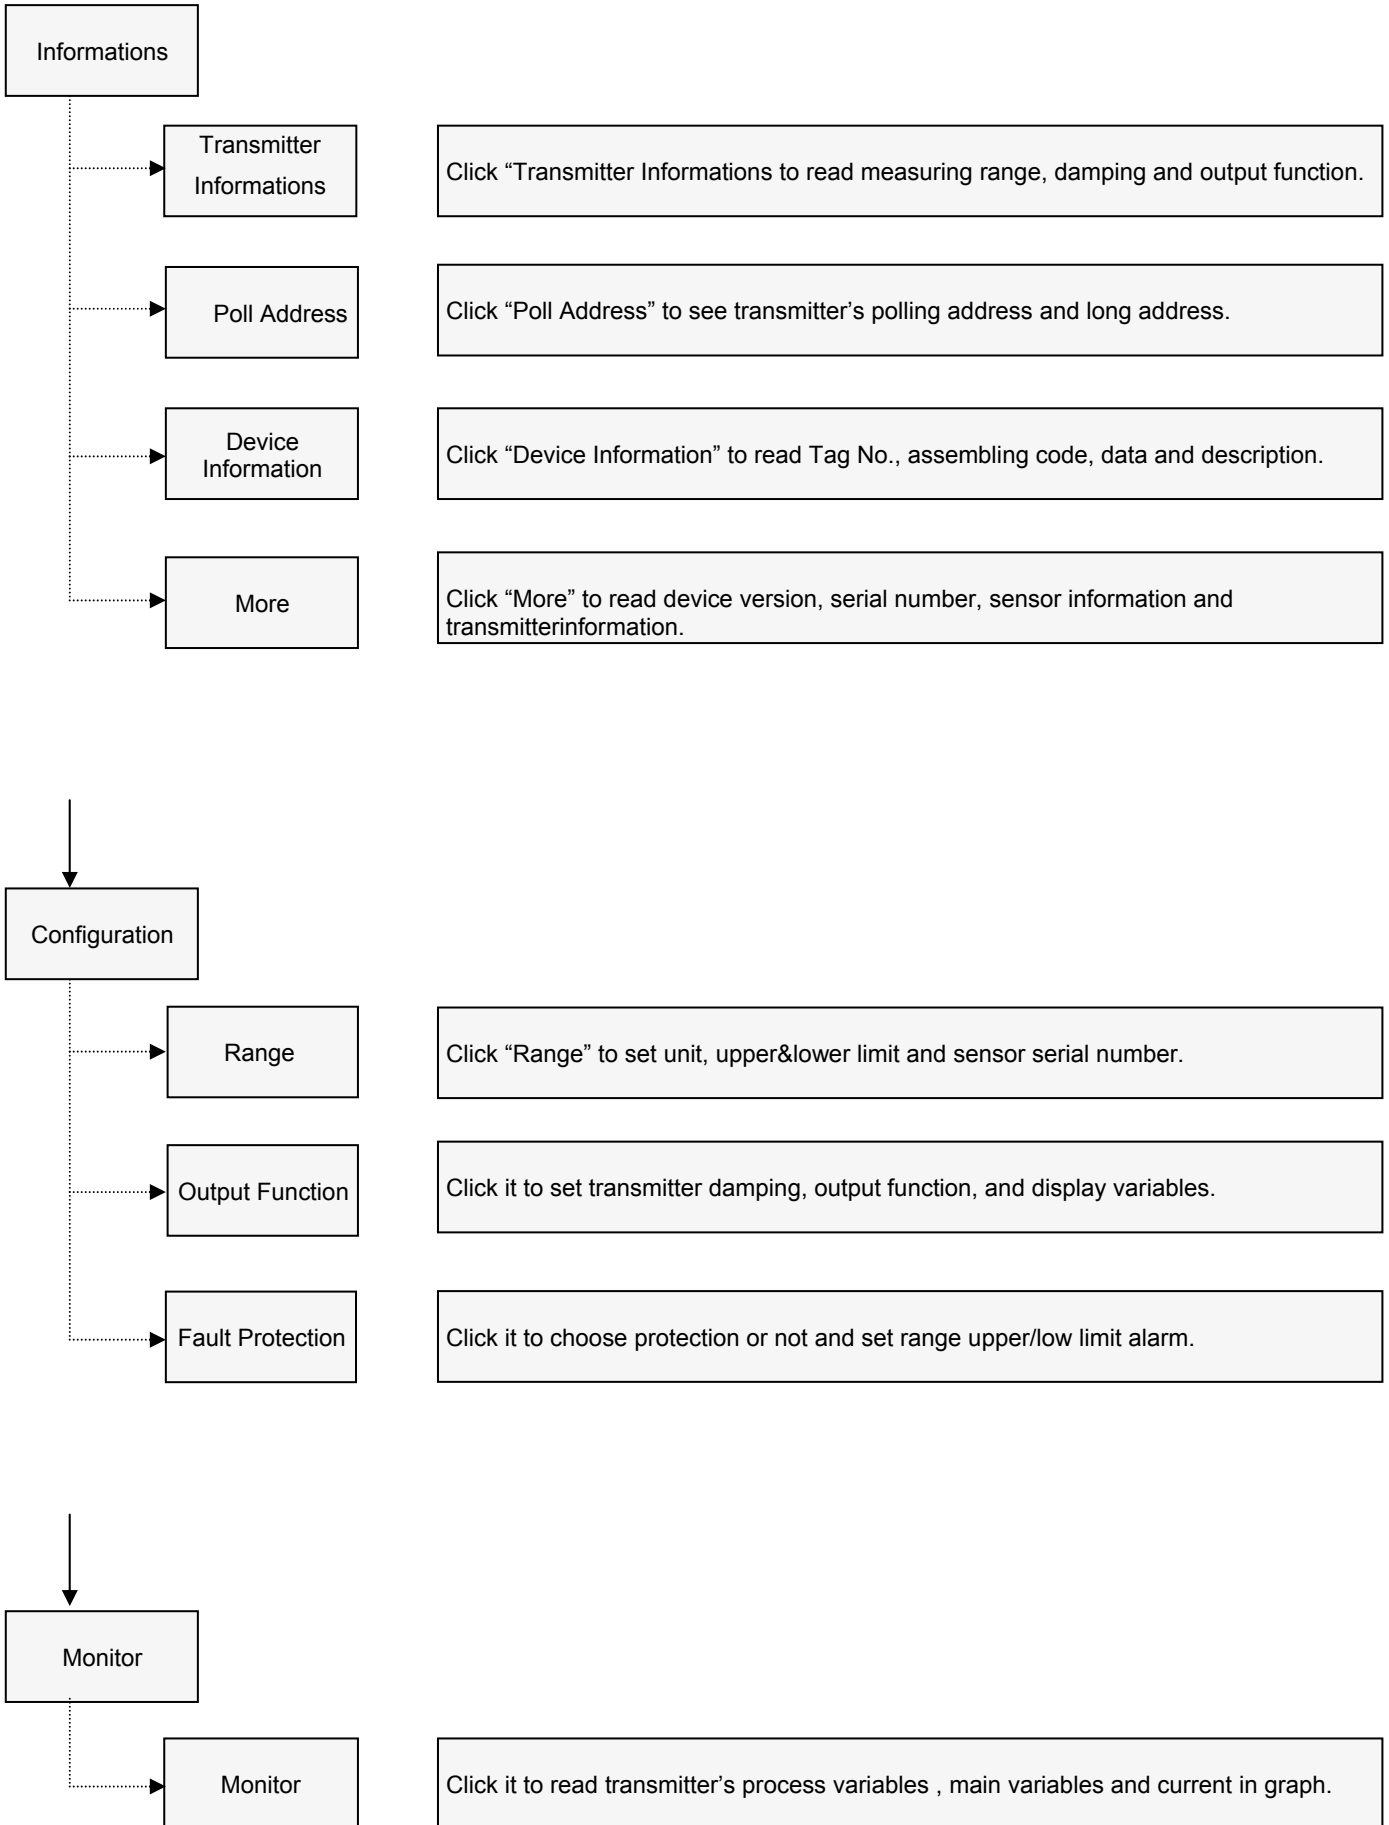 Informations
Transmitter
Informations
Click “Transmitter Informations to read measuring range, damping and output function.
Poll Address
Click “Poll Address” to see transmitter’s polling address and long address.
Device
Information
Click “Device Information” to read Tag No., assembling code, data and description.
More
Click “More” to read device version, serial number, sensor information and
transmitterinformation.
Configuration
Range
Click “Range” to set unit, upper&lower limit and sensor serial number.
Output Function
Click it to set transmitter damping, output function, and display variables.
Fault Protection
Click it to choose protection or not and set range upper/low limit alarm.
Monitor
Monitor
Click it to read transmitter’s process variables , main variables and current in graph.